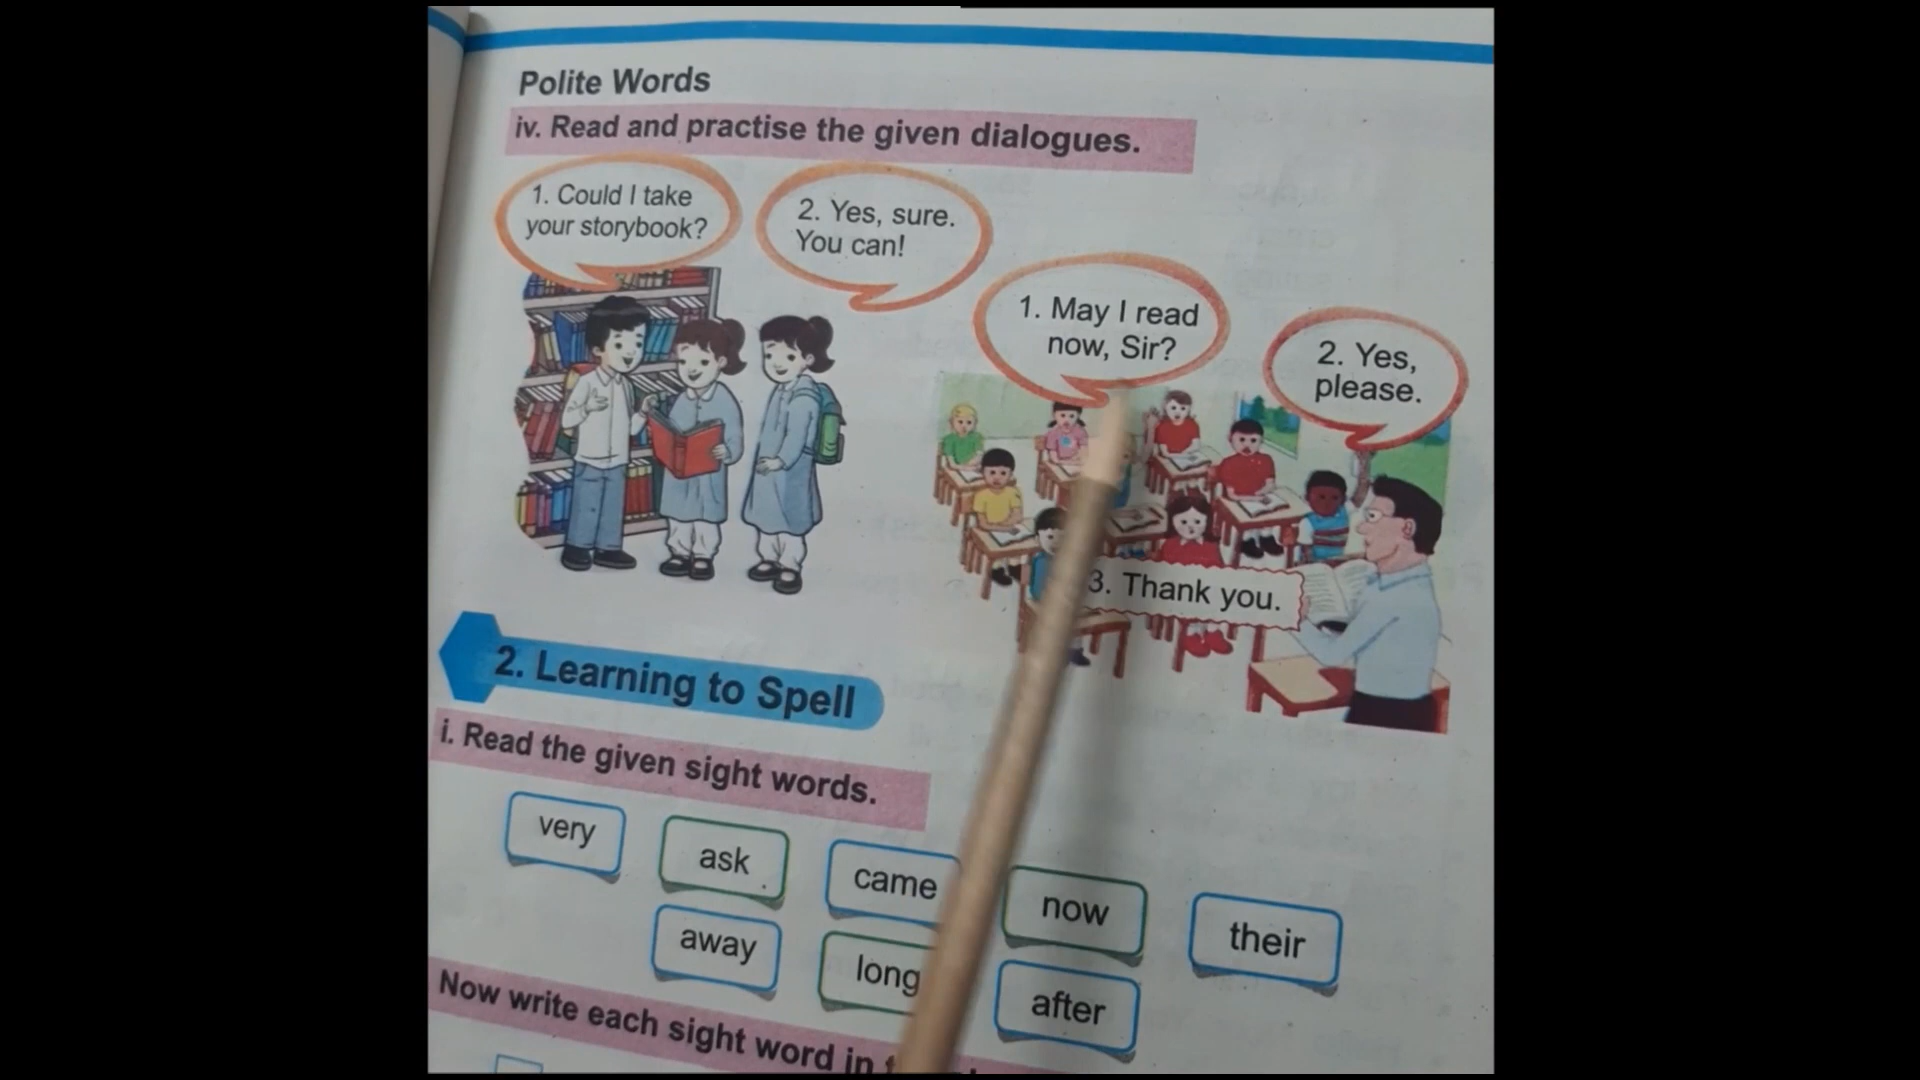 Polite Words
iv. Read and practise the given dialogues.
1. Could I take
your storybook?
2. Yes, sure.
You can!
1. May I read
now, Sir?
2. Yes,
please.
3. Thank you.
2. Learning to Spell
i. Read the given sight words.
very
ask
came
now
their
away
long
after
Now write each sight word in